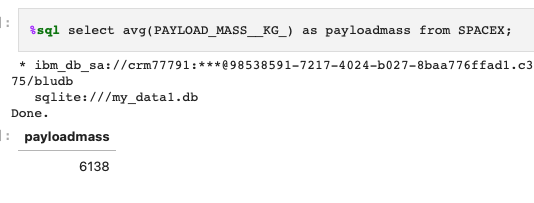 ]: %sql select avg(PAYLOAD_MASS__KG_) as payloadmass from SPACEX;
* ibm_db_sa://crm77791:***@98538591-7217-4024-b027-8baa776ffad1.c3
75/bludb
sqlite:///my_data1.db
Done.
]: payloadmass
6138